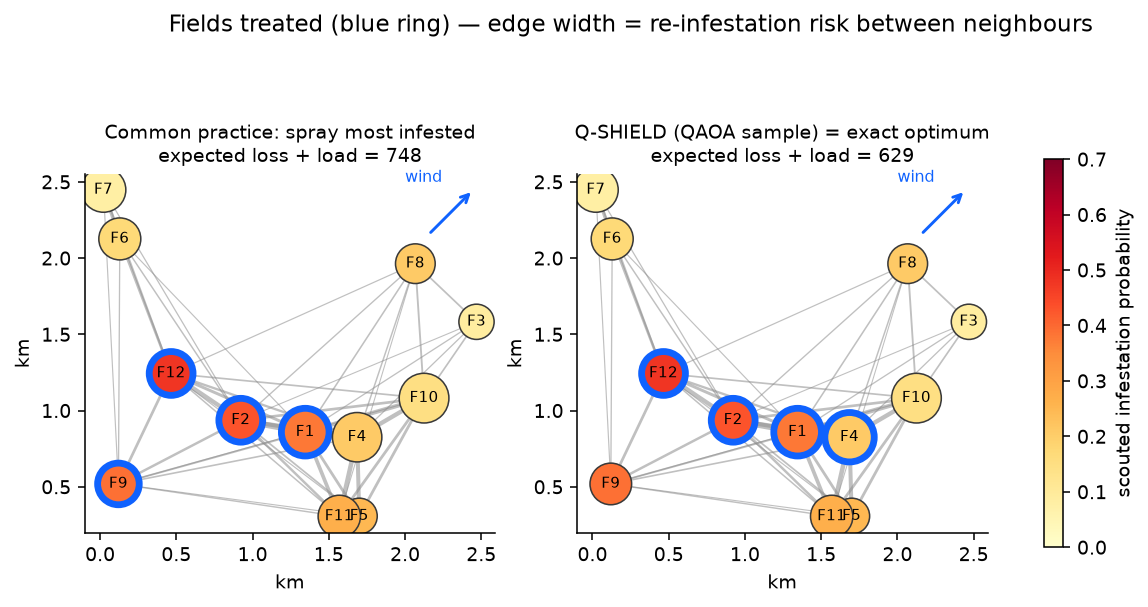 Fields treated (blue ring) — edge width = re-infestation risk between neighbours
Common practice: spray most infested
expected loss + load = 748
wind
F7
F6
F8
F3
F12
F10
F2
F1
F4
F9
F11
F5
2.5
2.0
1.5
1.0
0.5
km
0.0
0.5
1.0
1.5
2.0
2.5
km
Q-SHIELD (QAOA sample) = exact optimum
expected loss + load = 629
wind
F7
F6
F8
F3
F12
F10
F2
F1
F4
F9
F11
F5
2.5
2.0
1.5
1.0
0.5
km
0.0
0.5
1.0
1.5
2.0
2.5
km
0.7
0.6
0.5
0.4
0.3
0.2
0.1
0.0
scouted infestation probability